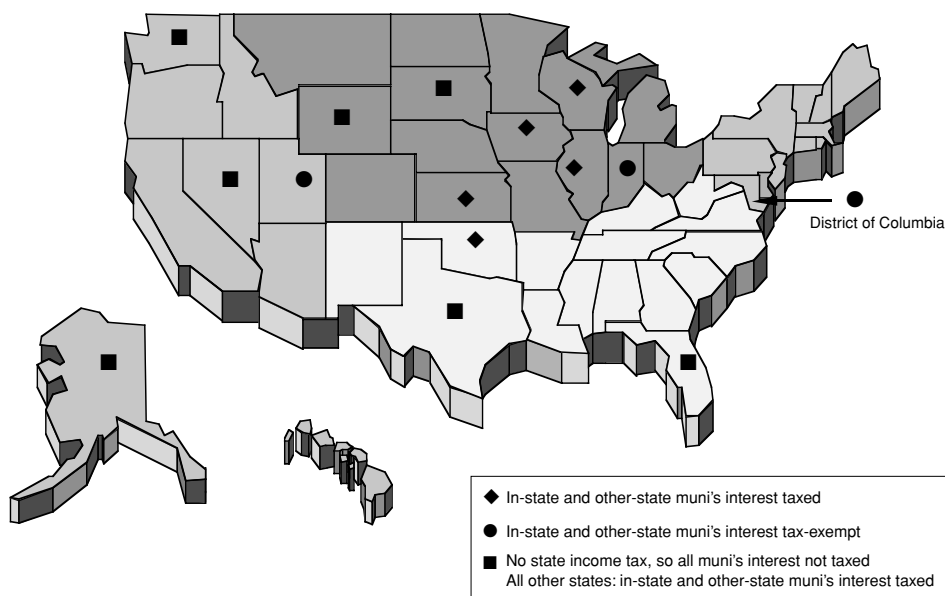 District of Columbia
In-state and other-state muni's interest taxed
In-state and other-state muni's interest tax-exempt
No state income tax, so all muni's interest not taxed
All other states: in-state and other-state muni's interest taxed